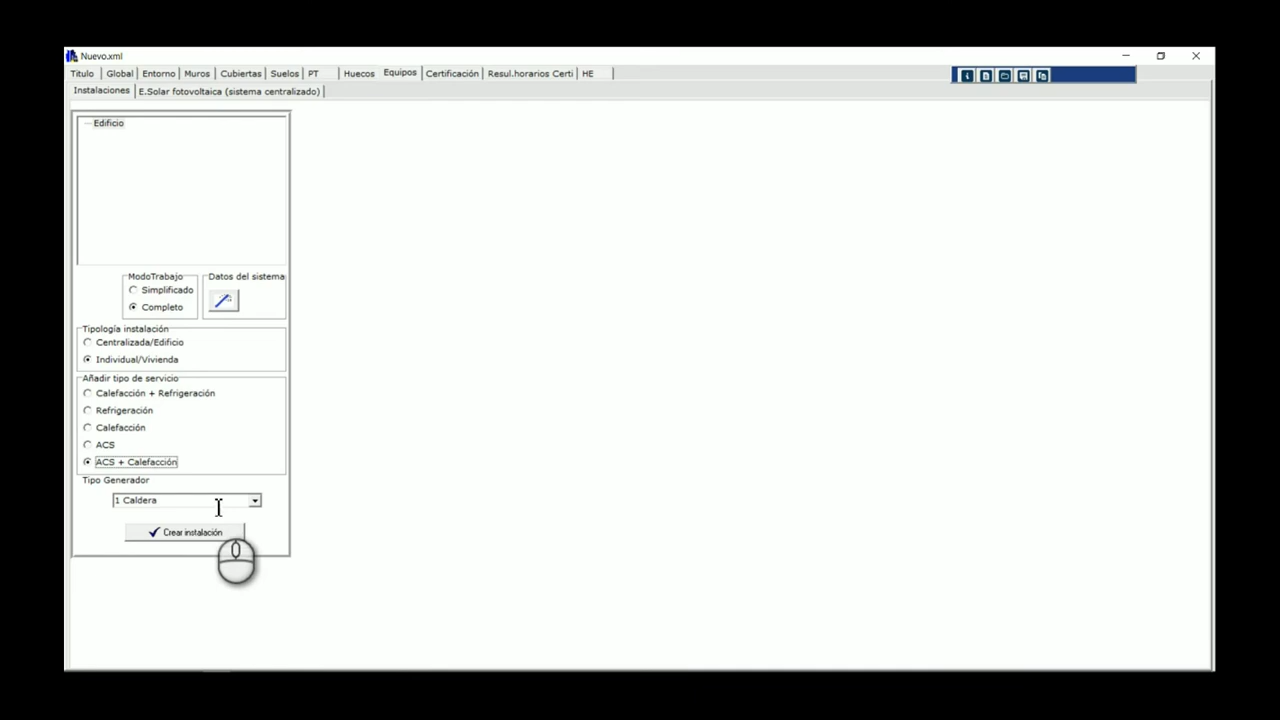 Nuevo.xml
Titulo Global Entorno Muros Cubiertas Suelos PT Huecos Equipos Certificación Resul.horarios Certi HE
Instalaciones E.Solar fotovoltaica (sistema centralizado)
Edificio
ModoTrabajo Datos del sistema
Simplificado
Completo
Tipología instalación
Centralizada/Edificio
Individual/Vivienda
Añadir tipo de servicio
Calefacción + Refrigeración
Refrigeración
Calefacción
ACS
ACS + Calefacción
Tipo Generador
1 Caldera
Crear instalación